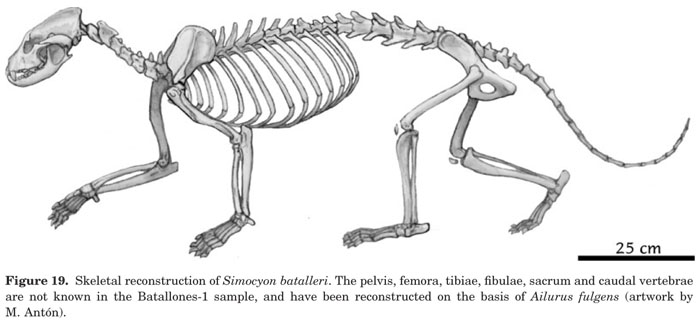 25 cm
Figure 19. Skeletal reconstruction of Simocyon batalleri. The pelvis, femora, tibiae, fibulae, sacrum and caudal vertebrae
are not known in the Batallones-1 sample, and have been reconstructed on the basis of Ailurus fulgens (artwork by
M. Antón).